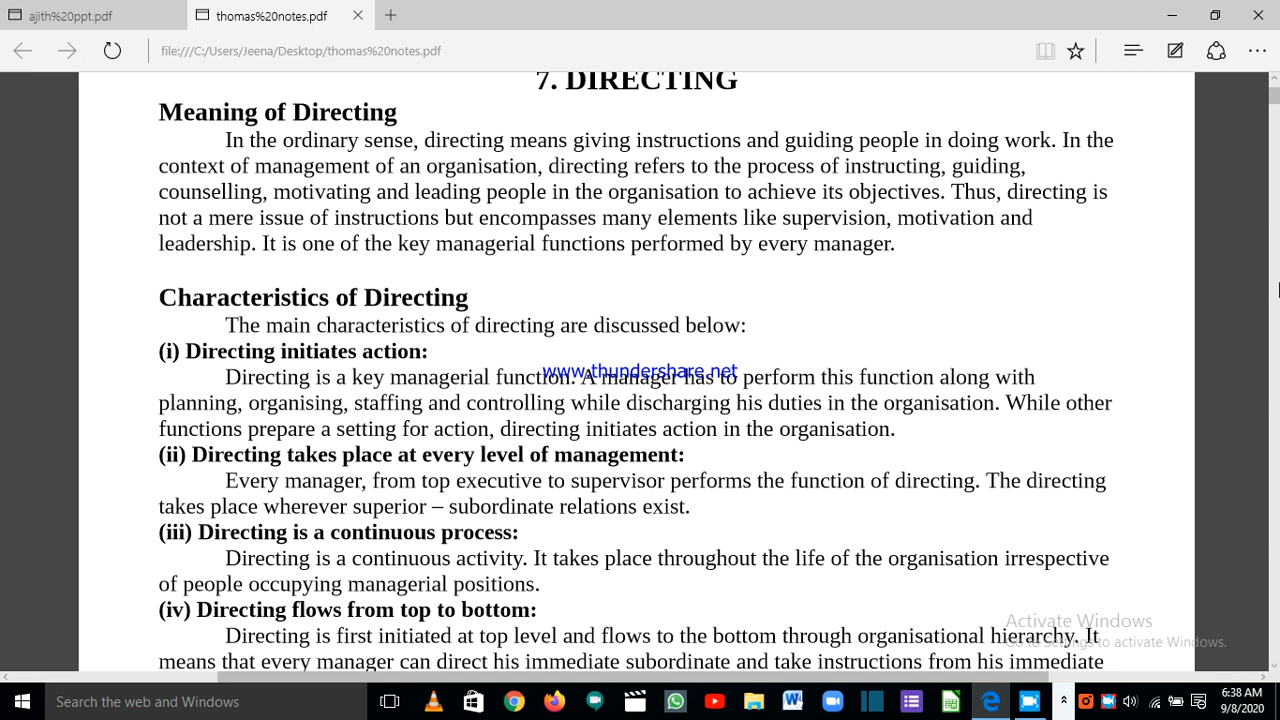 ajith%20ppt.pdf
thomas%20notes.pdf
file:///C:/Users/Jeena/Desktop/thomas%20notes.pdf
7. DIRECTING
Meaning of Directing
In the ordinary sense, directing means giving instructions and guiding people in doing work. In the
context of management of an organisation, directing refers to the process of instructing, guiding,
counselling, motivating and leading people in the organisation to achieve its objectives. Thus, directing is
not a mere issue of instructions but encompasses many elements like supervision, motivation and
leadership. It is one of the key managerial functions performed by every manager.
Characteristics of Directing
The main characteristics of directing are discussed below:
(i) Directing initiates action:
www.thundershare.net
Directing is a key managerial function. A manager has to perform this function along with
planning, organising, staffing and controlling while discharging his duties in the organisation. While other
functions prepare a setting for action, directing initiates action in the organisation.
(ii) Directing takes place at every level of management:
Every manager, from top executive to supervisor performs the function of directing. The directing
takes place wherever superior – subordinate relations exist.
(iii) Directing is a continuous process:
Directing is a continuous activity. It takes place throughout the life of the organisation irrespective
of people occupying managerial positions.
(iv) Directing flows from top to bottom:
Activate Windows
Directing is first initiated at top level and flows to the bottom through organisational hierarchy. It
Go to Settings to activate Windows.
means that every manager can direct his immediate subordinate and take instructions from his immediate
Search the web and Windows
6:38 AM
9/8/2020